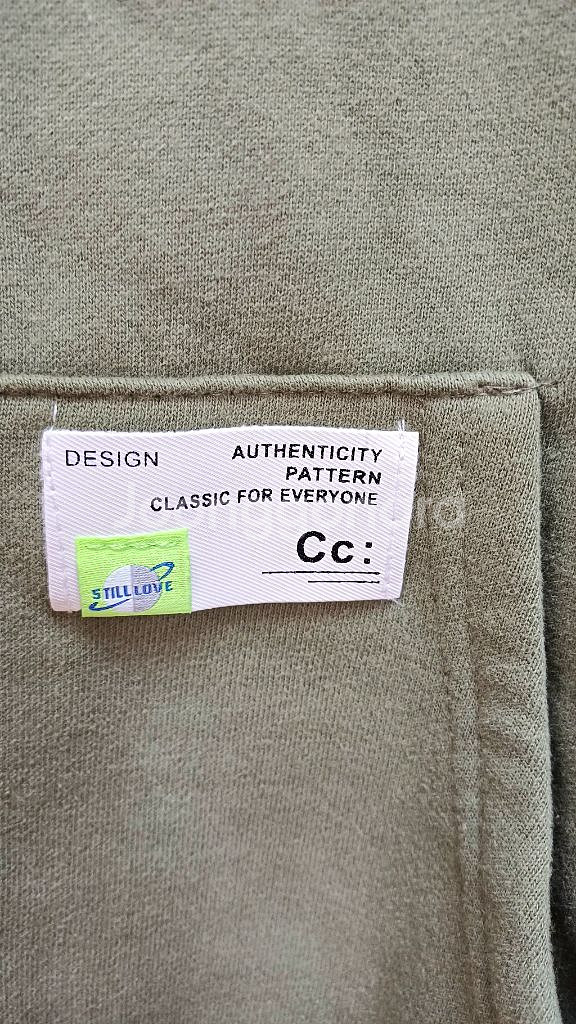 DESIGN
AUTHENTICITY
PATTERN
CLASSIC FOR EVERYONE
Cc:
STILL LOVE